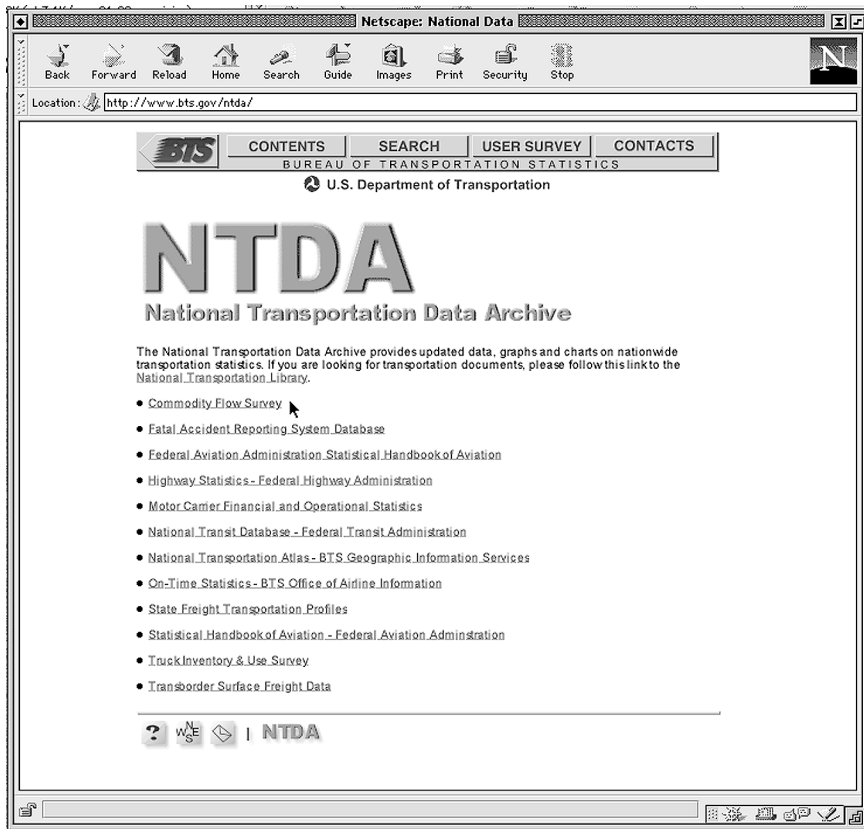 Netscape: National Data
Back Forward Reload Home Search Guide Images Print Security Stop
N
Location: http://www.bts.gov/ntda/
BTS CONTENTS SEARCH USER SURVEY CONTACTS
BUREAU OF TRANSPORTATION STATISTICS
U.S. Department of Transportation
NTDA
National Transportation Data Archive
The National Transportation Data Archive provides updated data, graphs and charts on nationwide
transportation statistics. If you are looking for transportation documents, please follow this link to the
National Transportation Library.
Commodity Flow Survey
Fatal Accident Reporting System Database
Federal Aviation Administration Statistical Handbook of Aviation
Highway Statistics - Federal Highway Administration
Motor Carrier Financial and Operational Statistics
National Transit Database - Federal Transit Administration
National Transportation Atlas - BTS Geographic Information Services
On-Time Statistics - BTS Office of Airline Information
State Freight Transportation Profiles
Statistical Handbook of Aviation - Federal Aviation Adminstration
Truck Inventory & Use Survey
Transborder Surface Freight Data
? N W E S | NTDA